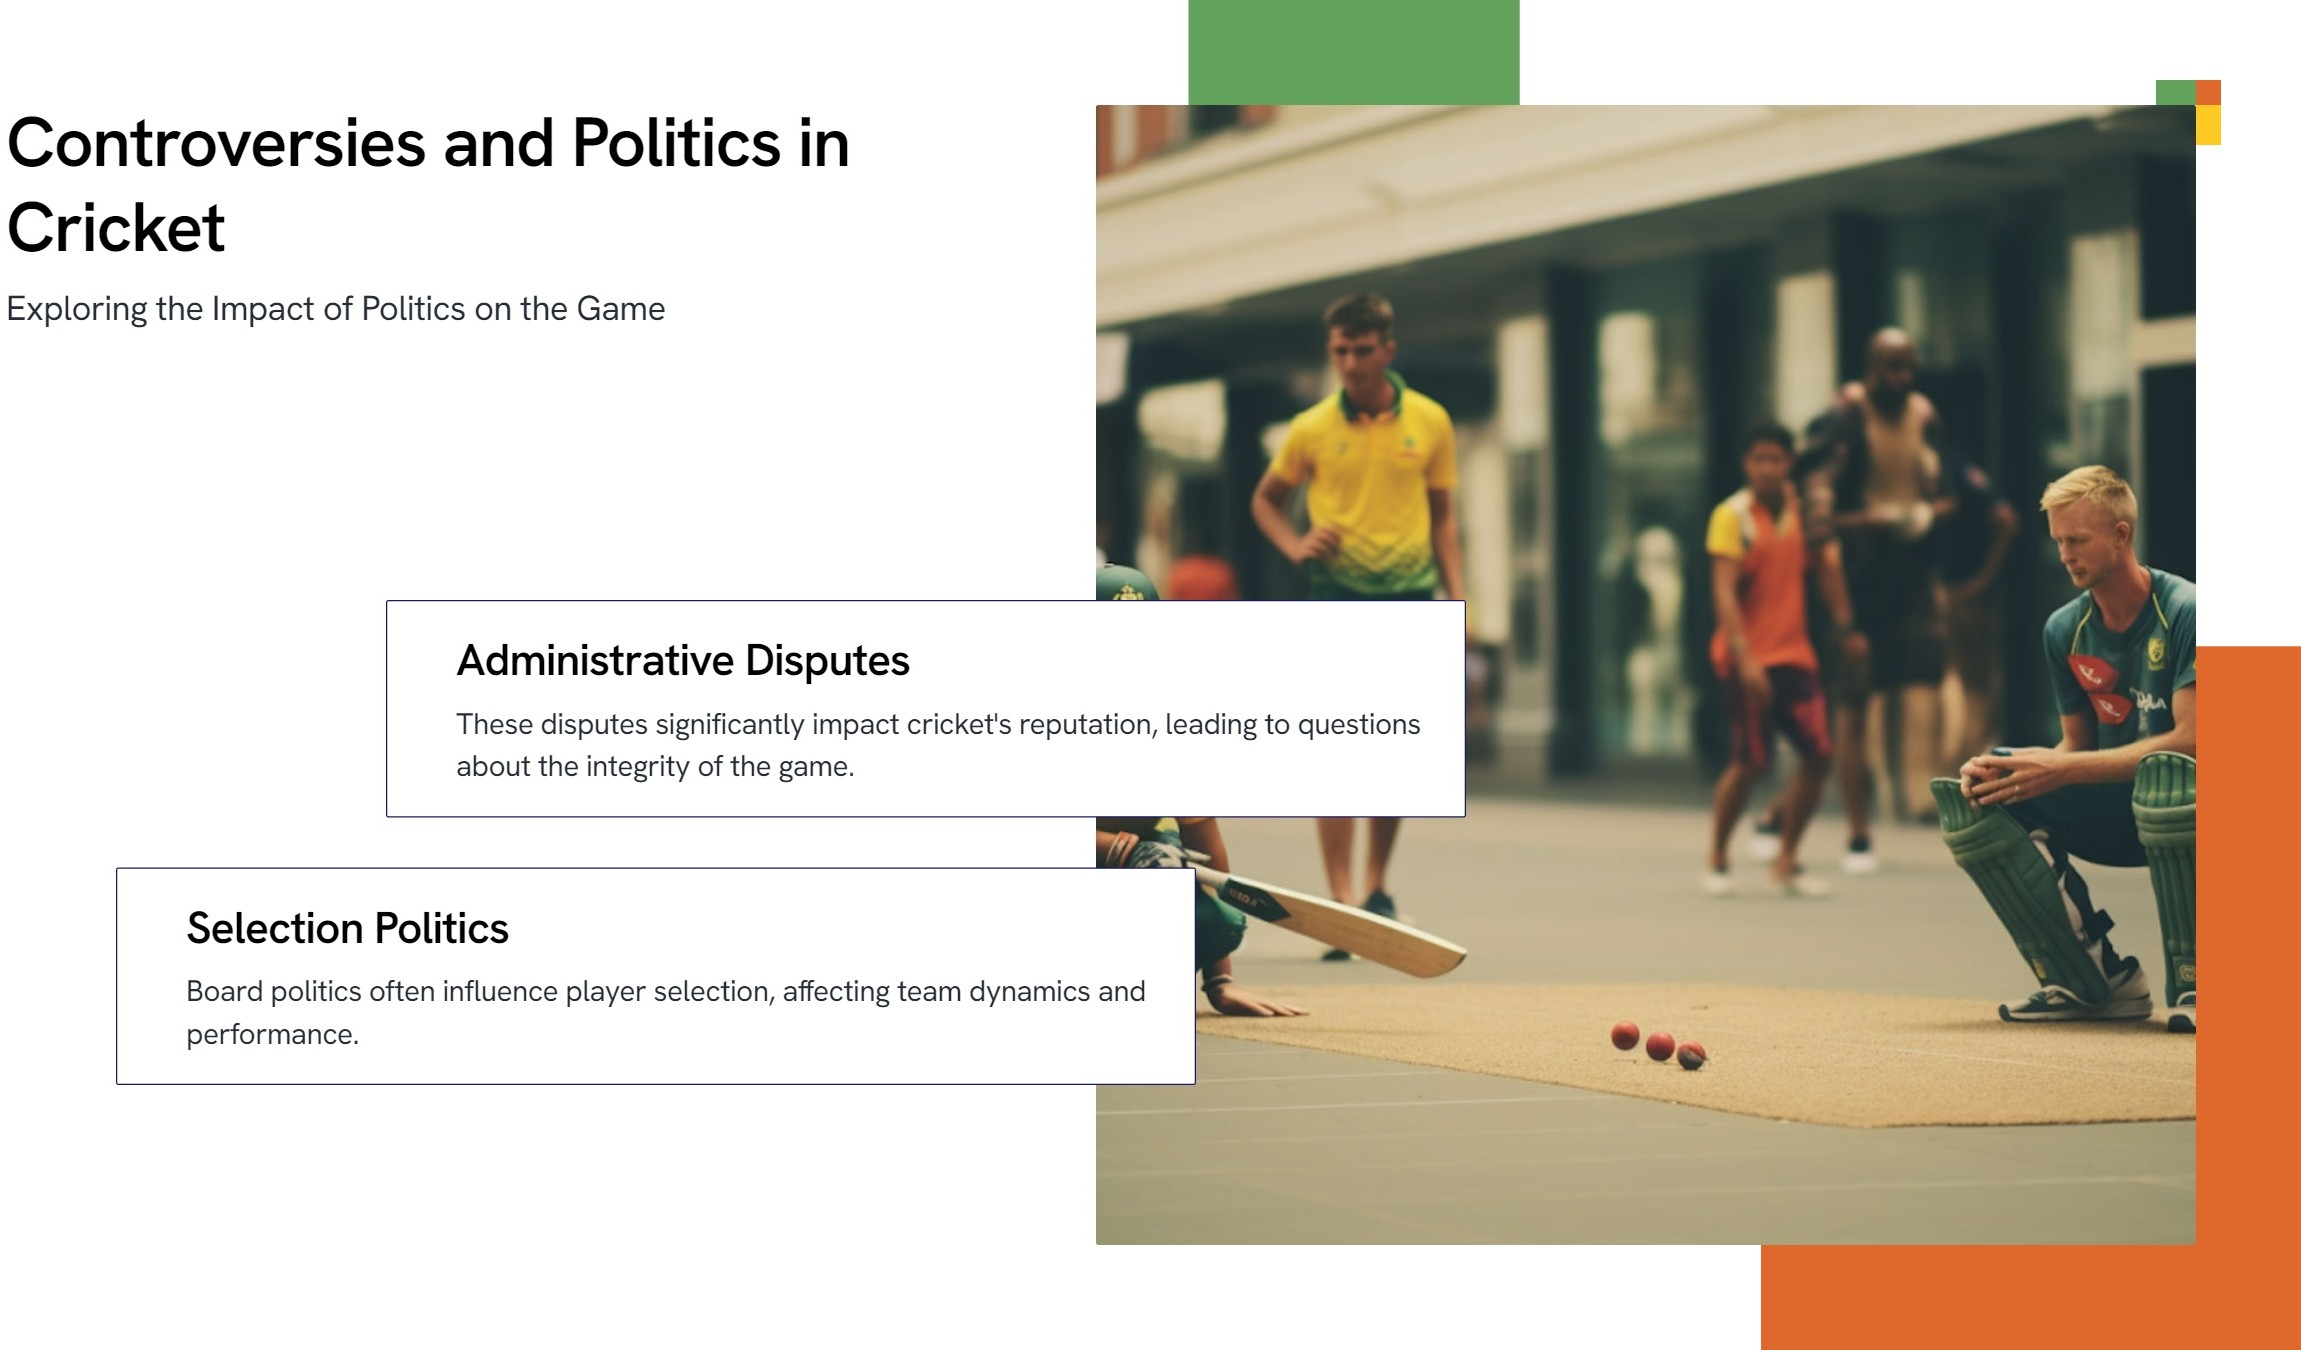 Controversies and Politics in
Cricket
Exploring the Impact of Politics on the Game
Administrative Disputes
These disputes significantly impact cricket's reputation, leading to questions
about the integrity of the game.
Selection Politics
Board politics often influence player selection, affecting team dynamics and
performance.